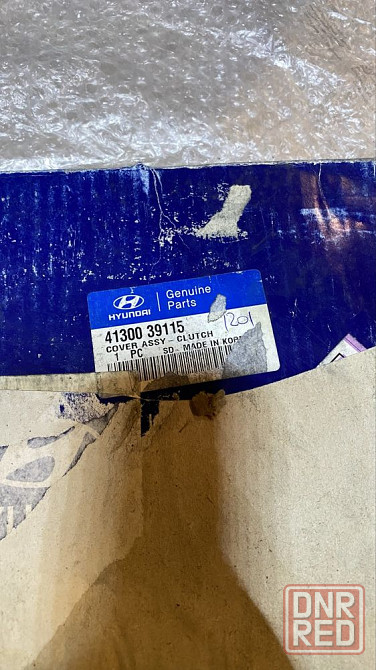 HYUNDAI
Genuine
Parts
41300 39115
COVER ASSY-CLUTCH
1 PC SD. MADE IN KOR
1201
DNR
RED